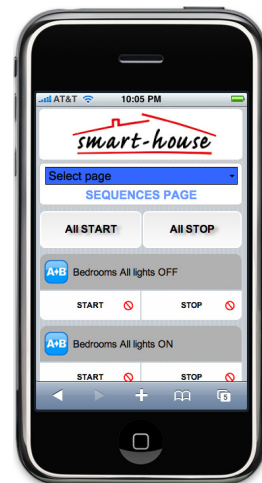 AT&T 10:05 PM
smart-house
Select page
SEQUENCES PAGE
All START All STOP
A+B Bedrooms All lights OFF
START STOP
A+B Bedrooms All lights ON
START STOP
5